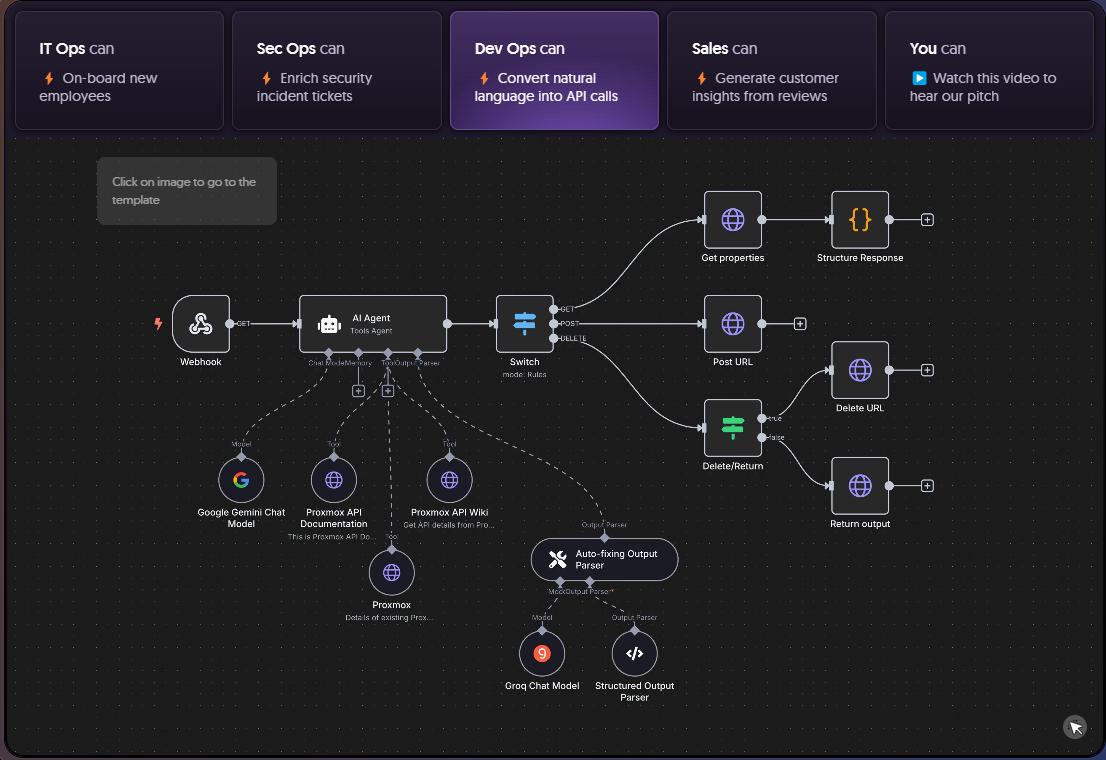 IT Ops can
On-board new
employees
Sec Ops can
Enrich security
incident tickets
Dev Ops can
Convert natural
language into API calls
Sales can
Generate customer
insights from reviews
You can
Watch this video to
hear our pitch
Click on image to go to the
template
Get properties
{}
Structure Response
Webhook
GET
AI Agent
Tools Agent
Chat Model
Memory
Tool
Output Parser
Switch
mode: Rules
GET
POST
DELETE
Post URL
Delete URL
Delete/Return
true
false
Return output
Model
Google Gemini Chat
Model
Tool
Proxmox API
Documentation
This is Proxmox API Do...
Tool
Proxmox API Wiki
Get API details from Pro...
Tool
Proxmox
Details of existing Prox...
Output Parser
Auto-fixing Output
Parser
Output Parser*
Model
Groq Chat Model
Output Parser
</>
Structured Output
Parser